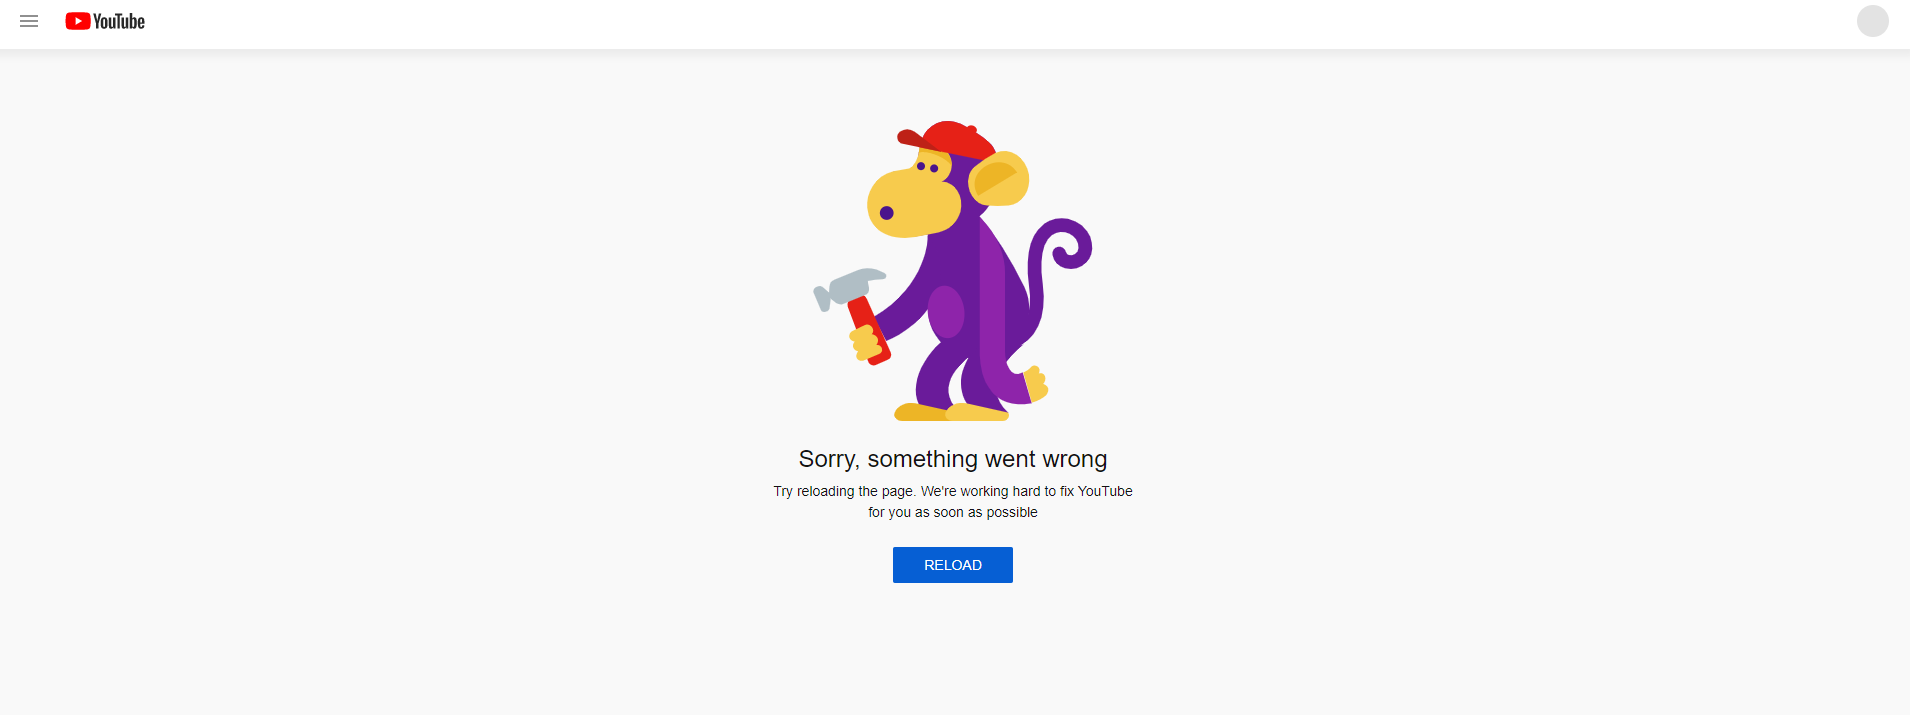 YouTube
Sorry, something went wrong
Try reloading the page. We're working hard to fix YouTube
for you as soon as possible
RELOAD